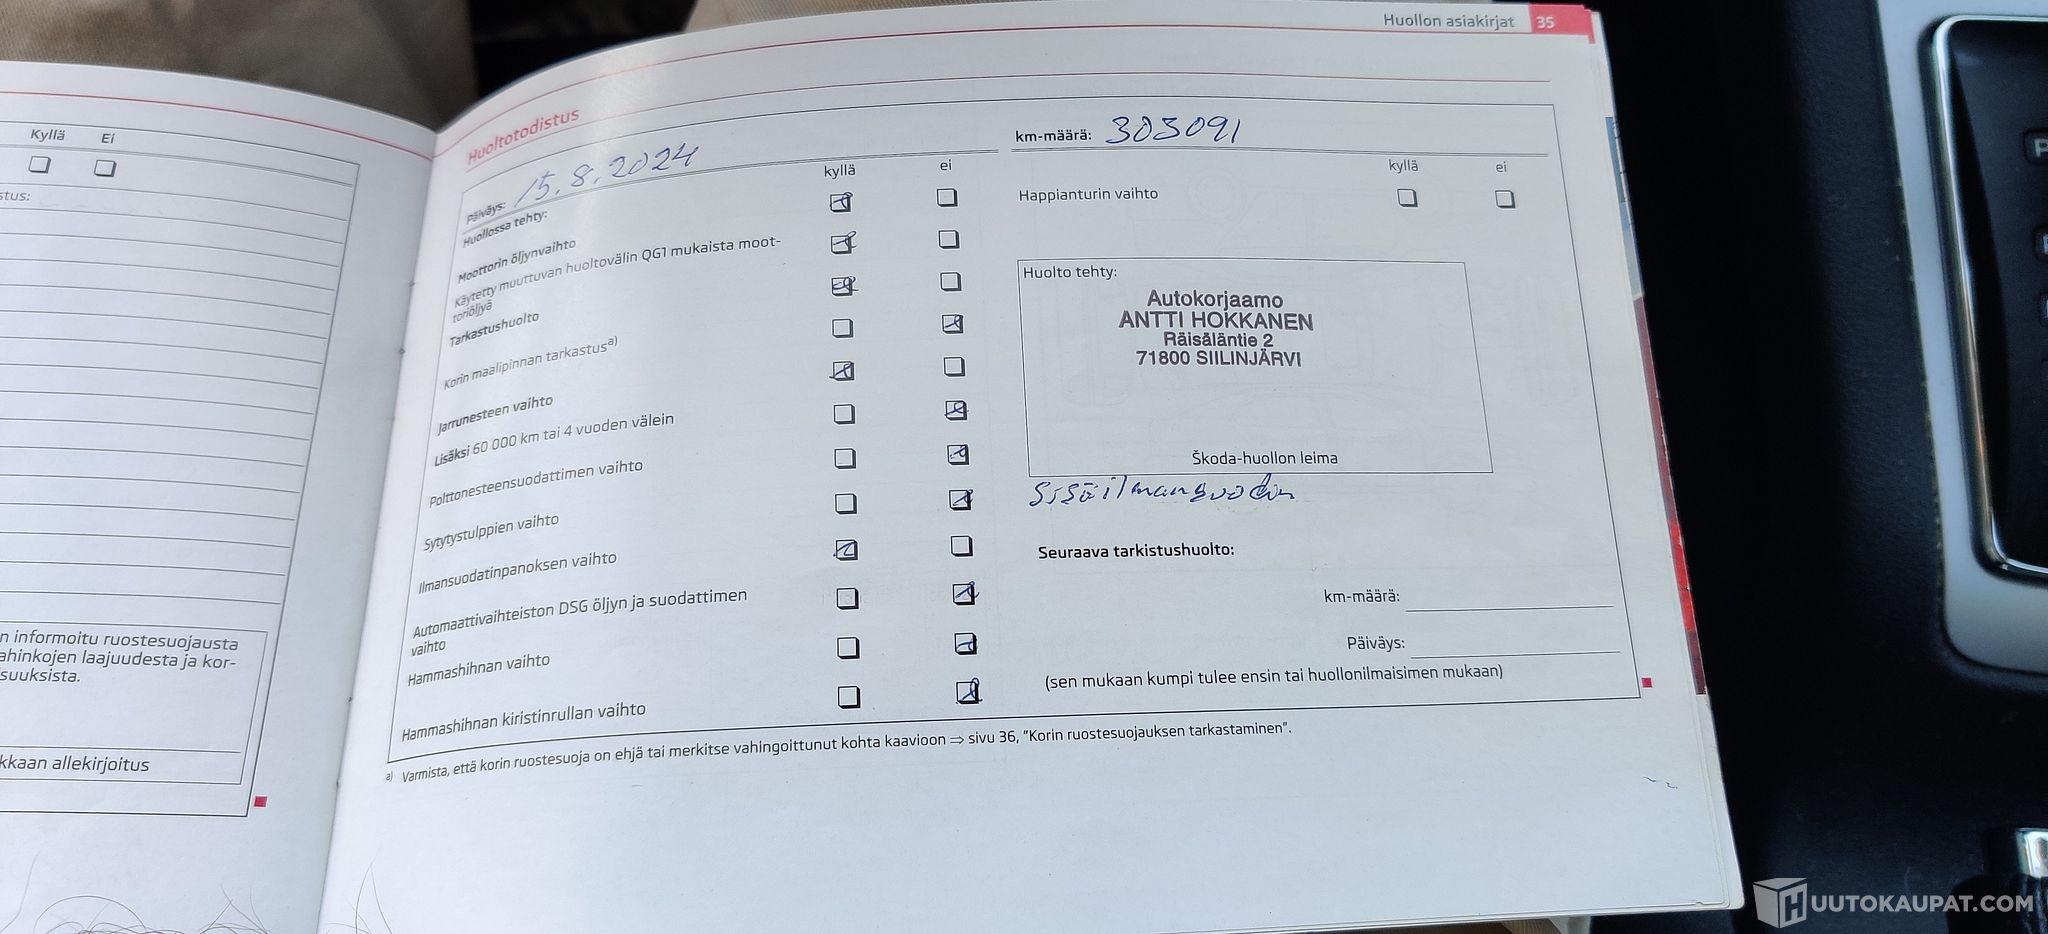 Huollon asiakirjat 35
Kyllä Ei
stus:
n informoitu ruostesuojausta
ahinkojen laajuudesta ja kor-
suuksista.
kkaan allekirjoitus
Huoltotodistus
Päiväys: 15.8.2024
Huollossa tehty:
kyllä ei
Moottorin öljynvaihto
Käytetty muuttuvan huoltovälin QG1 mukaista moot-
toriöljyä
Tarkastushuolto
Korin maalipinnan tarkastus a)
Jarrunesteen vaihto
Lisäksi 60 000 km tai 4 vuoden välein
Polttonesteensuodattimen vaihto
Sytytystulppien vaihto
Ilmansuodatinpanoksen vaihto
Automaattivaihteiston DSG öljyn ja suodattimen
vaihto
Hammashihnan vaihto
Hammashihnan kiristinrullan vaihto
km-määrä: 303091
kyllä ei
Happianturin vaihto
Huolto tehty:
Autokorjaamo
ANTTI HOKKANEN
Räisäläntie 2
71800 SIILINJÄRVI
Škoda-huollon leima
Sisäilmansuodin
Seuraava tarkistushuolto:
km-määrä:
Päiväys:
(sen mukaan kumpi tulee ensin tai huollonilmaisimen mukaan)
a) Varmista, että korin ruostesuoja on ehjä tai merkitse vahingoittunut kohta kaavioon ⇒ sivu 36, "Korin ruostesuojauksen tarkastaminen".
HUUTOKAUPAT.COM